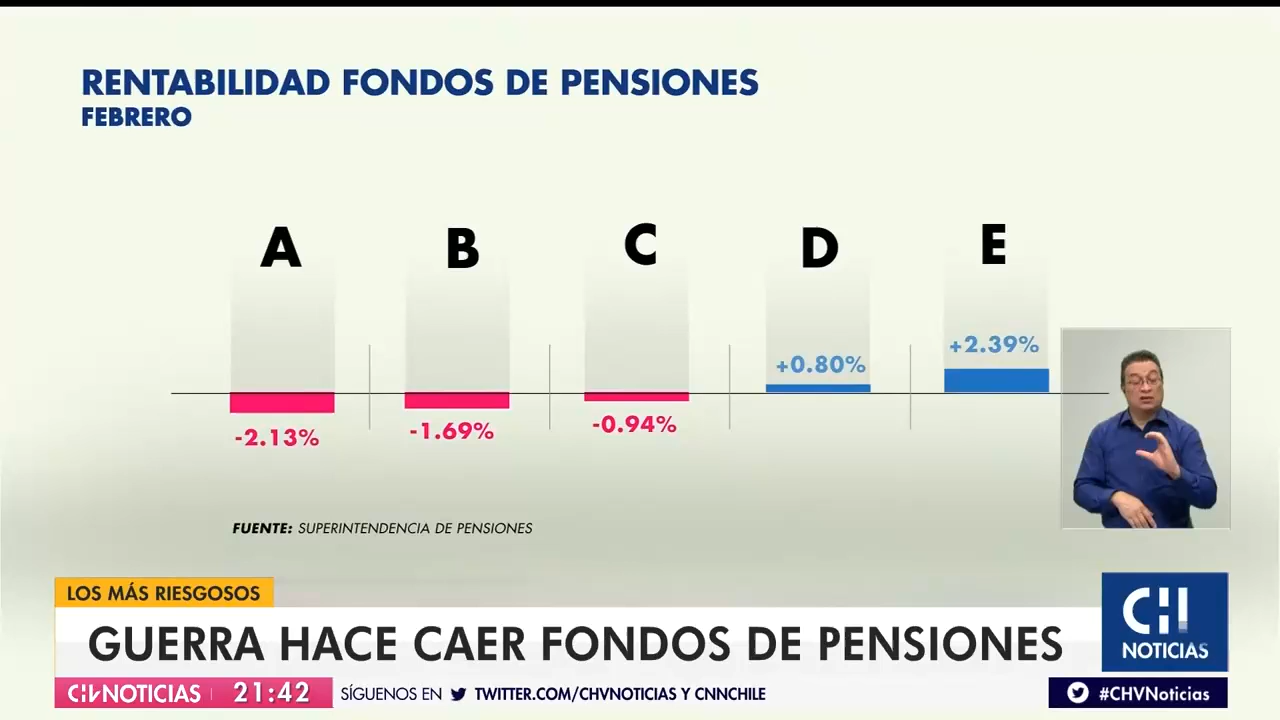 RENTABILIDAD FONDOS DE PENSIONES
FEBRERO
A B C D E
-2.13% -1.69% -0.94% +0.80% +2.39%
FUENTE: SUPERINTENDENCIA DE PENSIONES
LOS MÁS RIESGOSOS
GUERRA HACE CAER FONDOS DE PENSIONES
CHV NOTICIAS
CHVNOTICIAS 21:42 SÍGUENOS EN TWITTER.COM/CHVNOTICIAS Y CNNCHILE #CHVNoticias